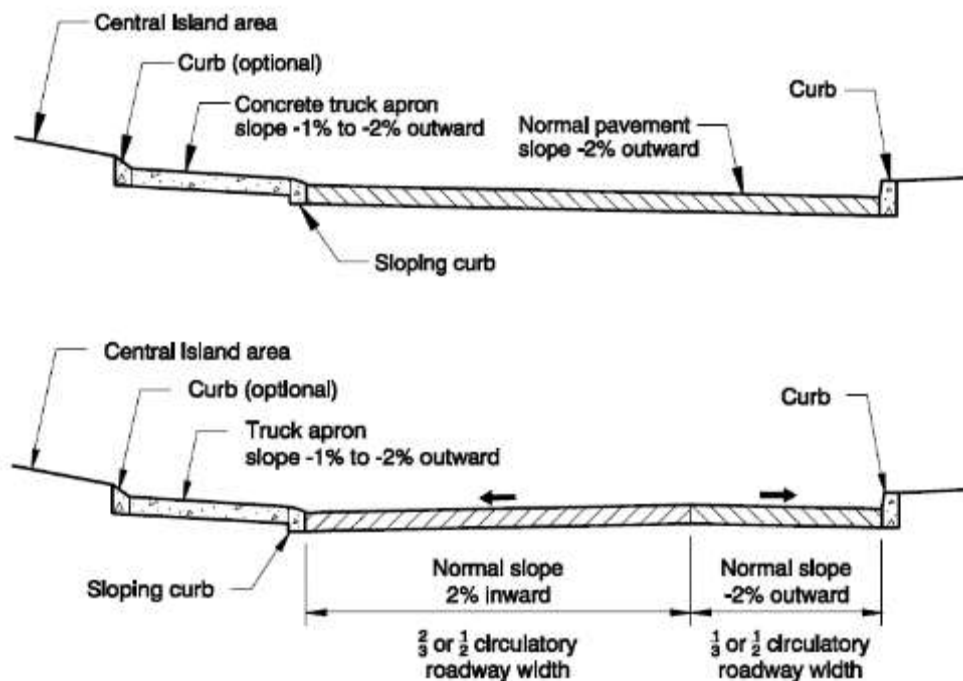 Central Island area
Curb (optional)
Concrete truck apron
slope -1% to -2% outward
Curb
Normal pavement
slope -2% outward
Sloping curb
Central Island area
Curb (optional)
Truck apron
slope -1% to -2% outward
Curb
Sloping curb
Normal slope
2% inward
Normal slope
-2% outward
2/3 or 1/2 circulatory
roadway width
1/3 or 1/2 circulatory
roadway width